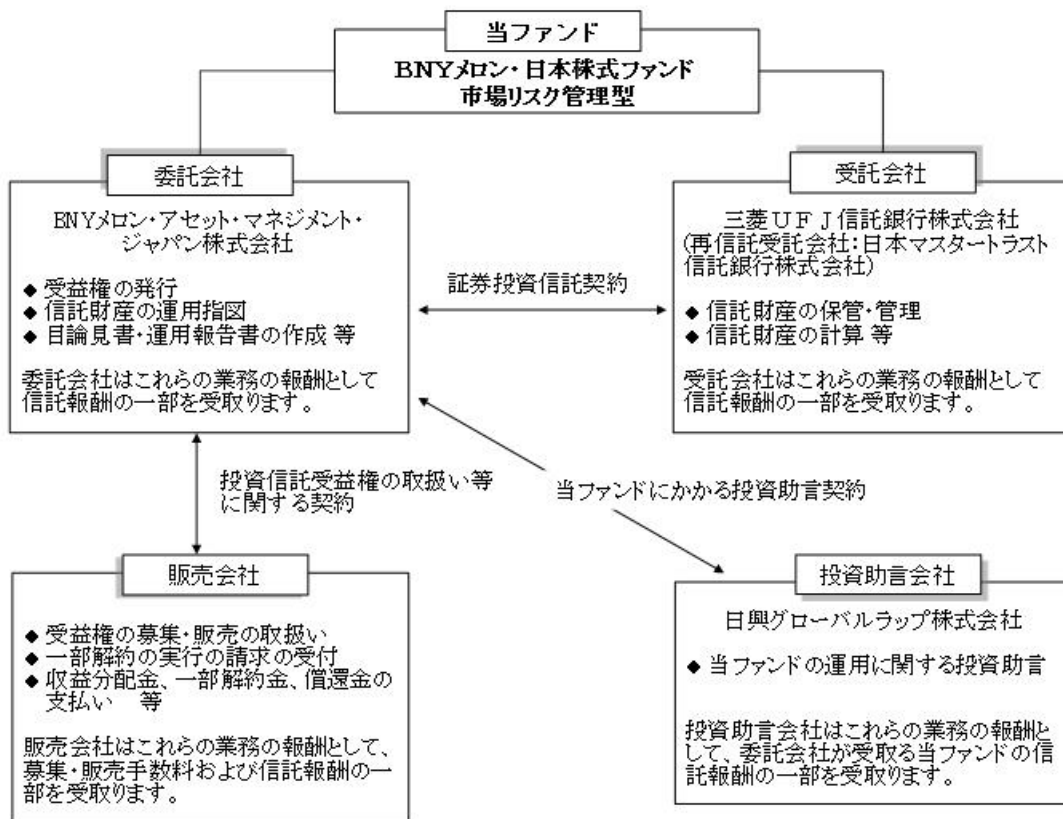 当ファンド
BNYメロン・日本株式ファンド
市場リスク管理型
委託会社
BNYメロン・アセット・マネジメント・
ジャパン株式会社
◆ 受益権の発行
◆ 信託財産の運用指図
◆ 目論見書・運用報告書の作成 等
委託会社はこれらの業務の報酬として
信託報酬の一部を受取ります。
証券投資信託契約
受託会社
三菱UFJ信託銀行株式会社
(再信託受託会社:日本マスタートラスト
信託銀行株式会社)
◆ 信託財産の保管・管理
◆ 信託財産の計算 等
受託会社はこれらの業務の報酬として
信託報酬の一部を受取ります。
投資信託受益権の取扱い等
に関する契約
当ファンドにかかる投資助言契約
販売会社
◆ 受益権の募集・販売の取扱い
◆ 一部解約の実行の請求の受付
◆ 収益分配金、一部解約金、償還金の
支払い 等
販売会社はこれらの業務の報酬として、
募集・販売手数料および信託報酬の一
部を受取ります。
投資助言会社
日興グローバルラップ株式会社
◆ 当ファンドの運用に関する投資助言
投資助言会社はこれらの業務の報酬と
して、委託会社が受取る当ファンドの信
託報酬の一部を受取ります。